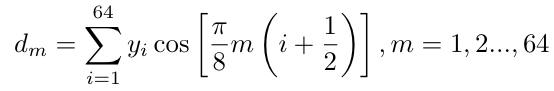 d_m = \sum_{i=1}^{64} y_i \cos \left[ \frac{\pi}{8} m \left( i + \frac{1}{2} \right) \right], m = 1, 2..., 64